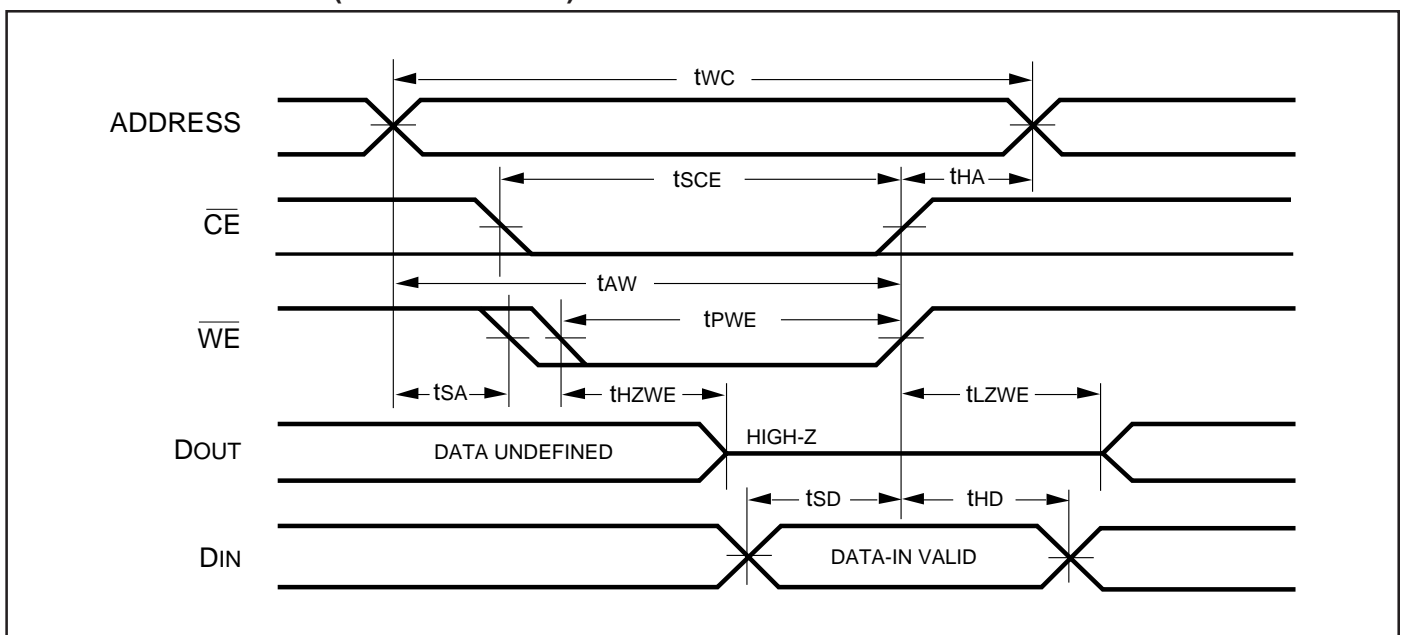 tWC
ADDRESS
tSCE
tHA
CE
tAW
tPWE
WE
tSA
tHZWE
tLZWE
HIGH-Z
DOUT
DATA UNDEFINED
tSD
tHD
DIN
DATA-IN VALID